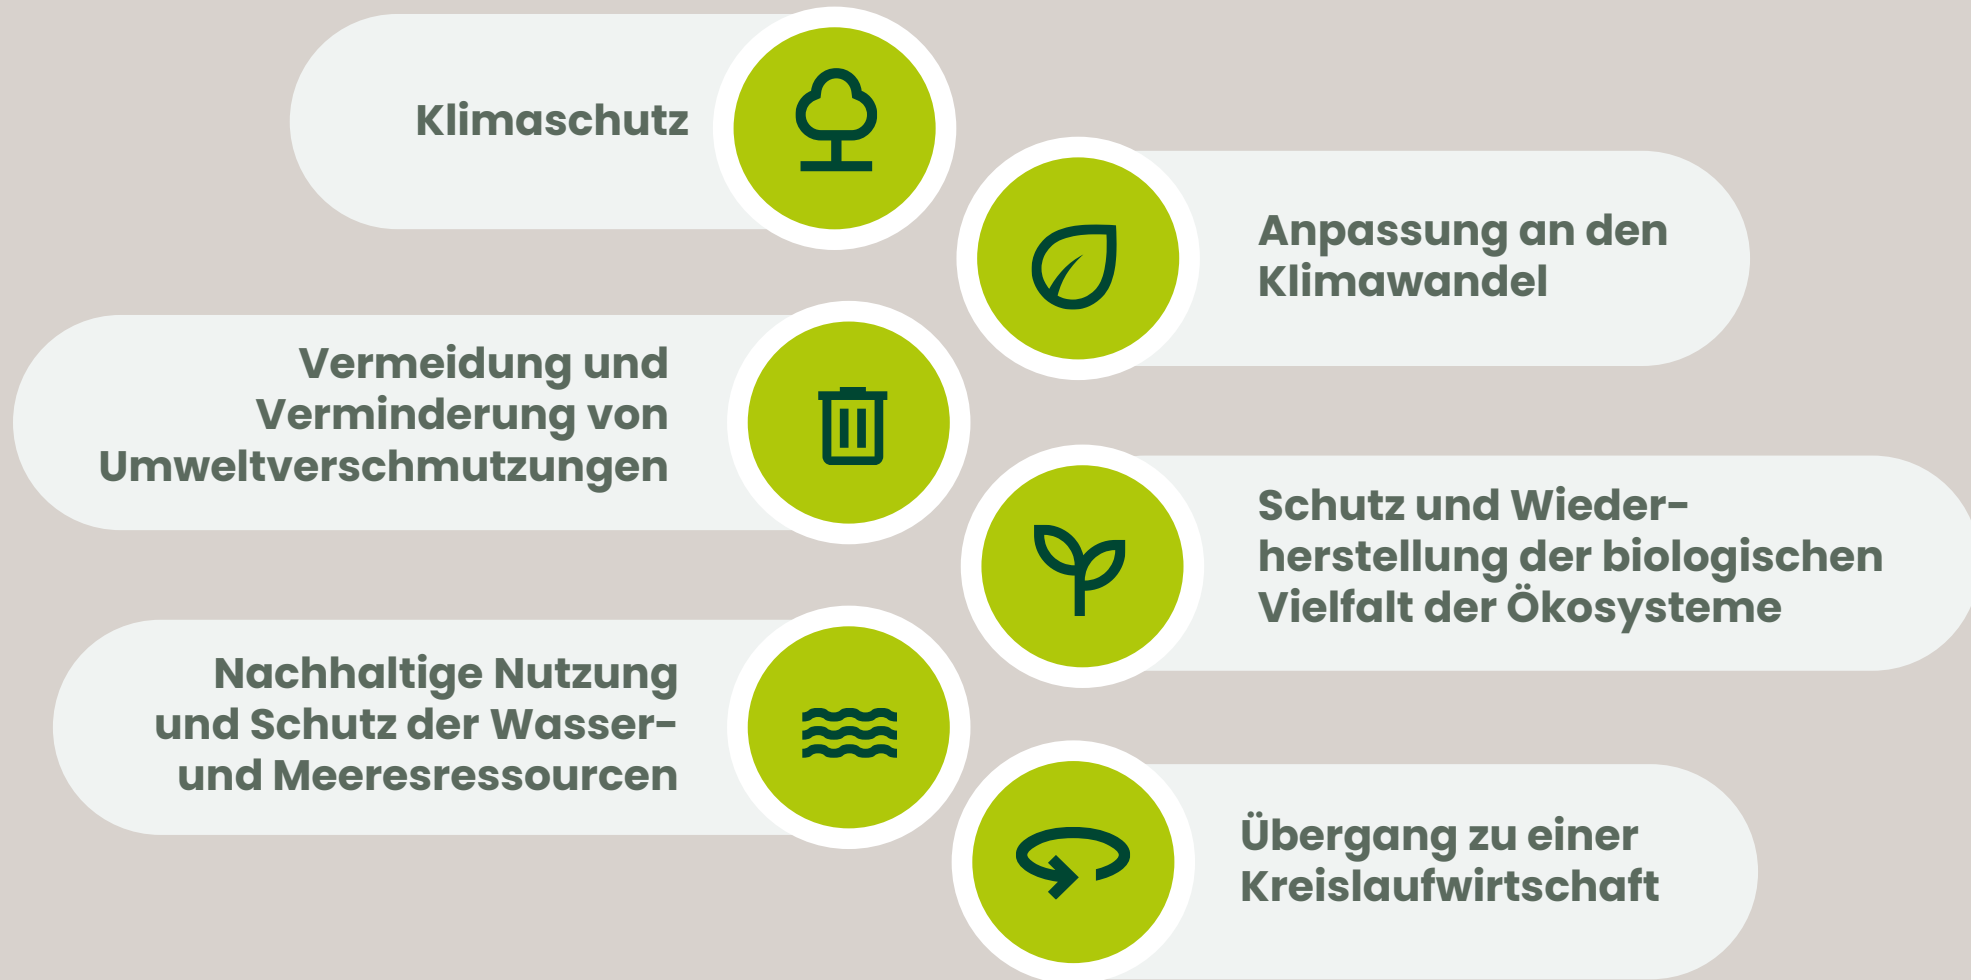 Klimaschutz
Anpassung an den
Klimawandel
Vermeidung und
Verminderung von
Umweltverschmutzungen
Schutz und Wieder-
herstellung der biologischen
Vielfalt der Ökosysteme
Nachhaltige Nutzung
und Schutz der Wasser-
und Meeresressourcen
Übergang zu einer
Kreislaufwirtschaft